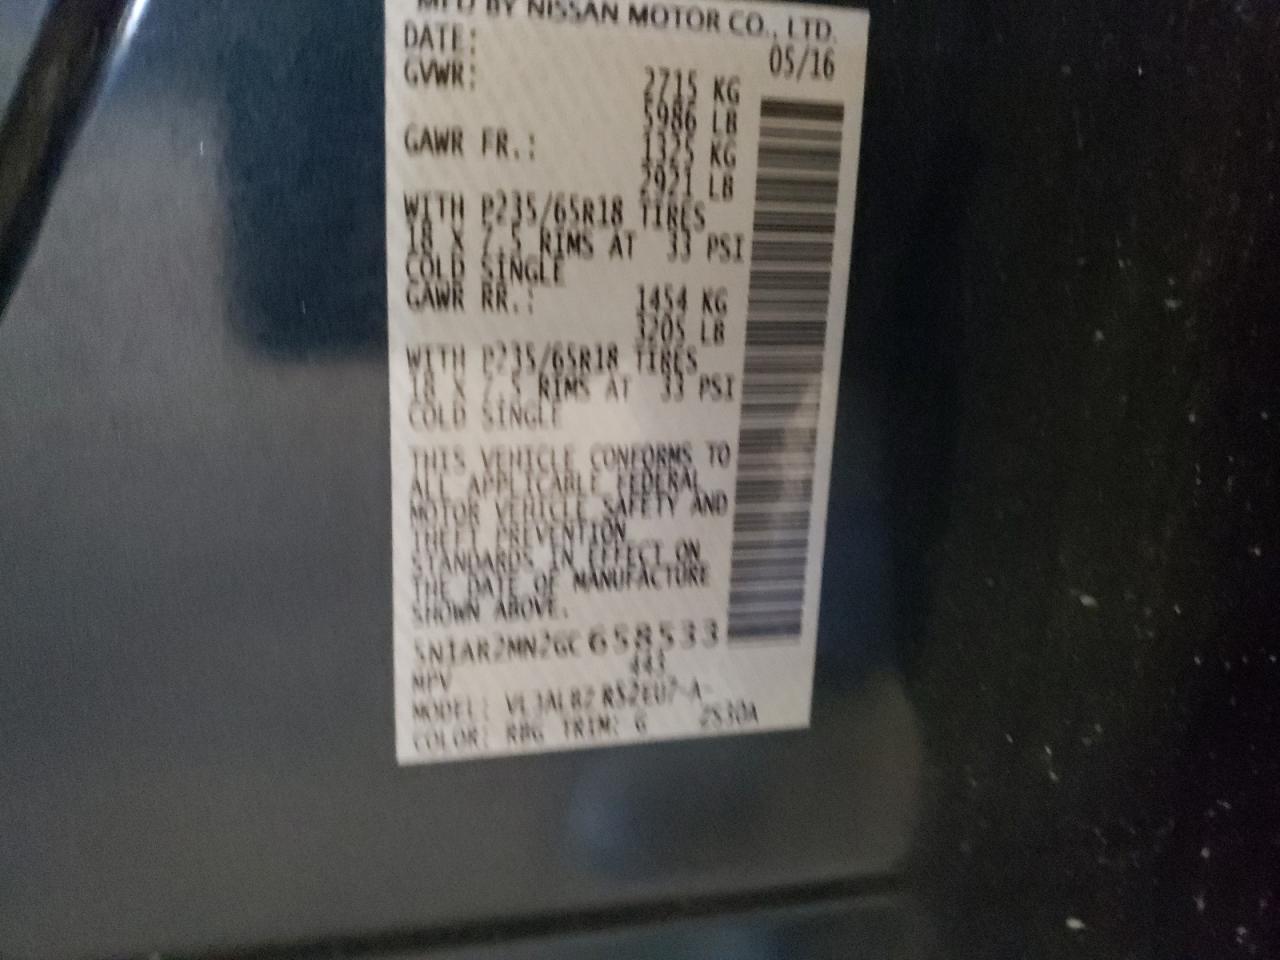 MFD BY NISSAN MOTOR CO., LTD.
DATE: 05/16
GVWR: 2715 KG
5986 LB
GAWR FR.: 1325 KG
2921 LB
WITH P235/65R18 TIRES
18 X 7.5 RIMS AT 33 PSI
COLD SINGLE
GAWR RR.: 1454 KG
3205 LB
WITH P235/65R18 TIRES
18 X 7.5 RIMS AT 33 PSI
COLD SINGLE
THIS VEHICLE CONFORMS TO
ALL APPLICABLE FEDERAL
MOTOR VEHICLE SAFETY AND
THEFT PREVENTION
STANDARDS IN EFFECT ON
THE DATE OF MANUFACTURE
SHOWN ABOVE.
5N1AR2MN2GC658533
MPV 443
MODEL:
COLOR: RBG TRIM: G